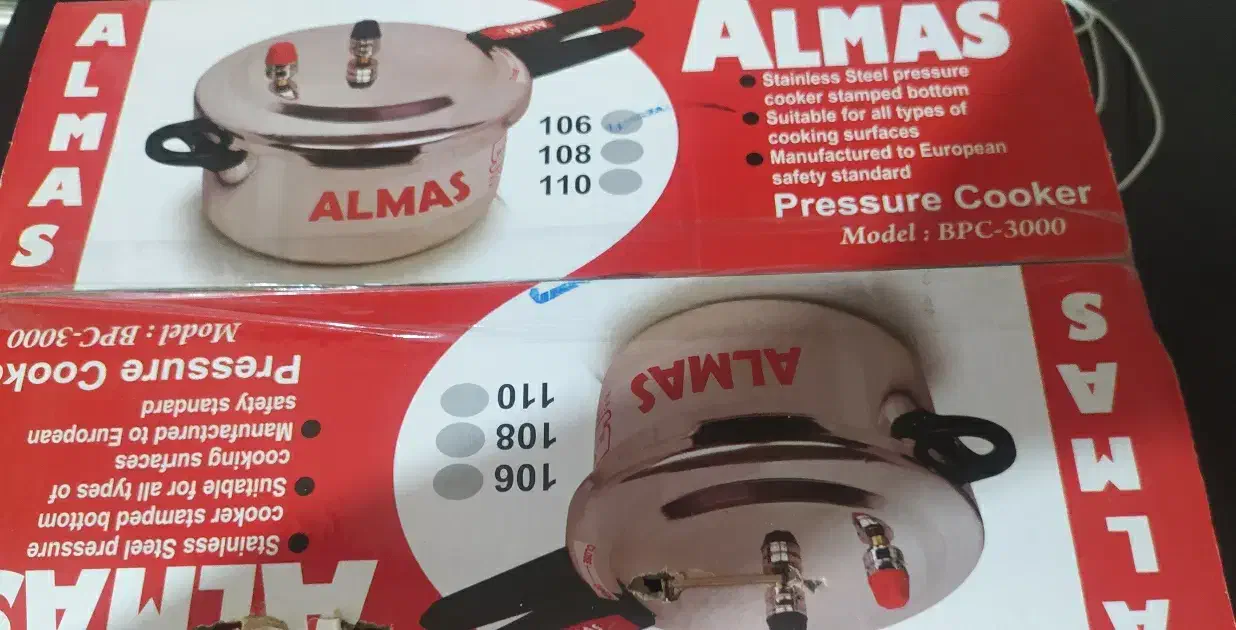 A
L
M
A
S
ALMAS
ALMAS
106
108
110
ALMAS
Stainless Steel pressure
cooker stamped bottom
Suitable for all types of
cooking surfaces
Manufactured to European
safety standard
Pressure Cooker
Model : BPC-3000
ALMAS
Stainless Steel pressure
cooker stamped bottom
Suitable for all types of
cooking surfaces
Manufactured to European
safety standard
Pressure
Model : BPC-3000
106
108
110
ALMAS
CLOSE
A
L
M
A
S